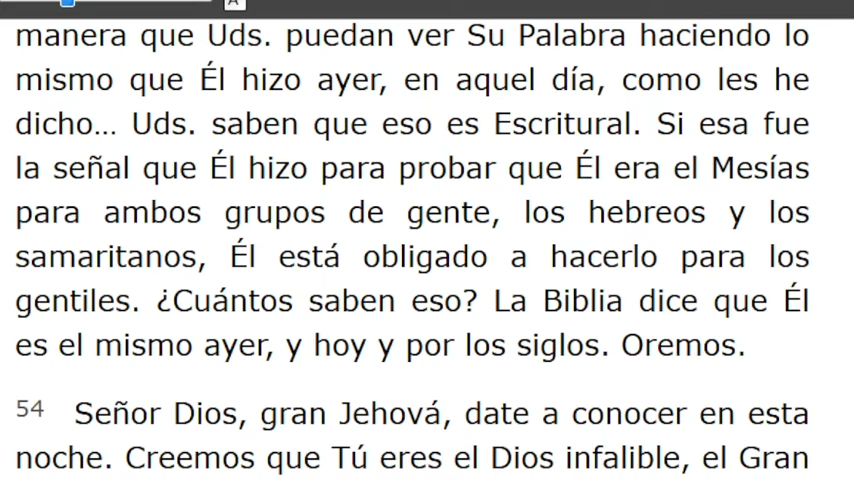 manera que Uds. puedan ver Su Palabra haciendo lo
mismo que Él hizo ayer, en aquel día, como les he
dicho... Uds. saben que eso es Escritural. Si esa fue
la señal que Él hizo para probar que Él era el Mesías
para ambos grupos de gente, los hebreos y los
samaritanos, Él está obligado a hacerlo para los
gentiles. ¿Cuántos saben eso? La Biblia dice que Él
es el mismo ayer, y hoy y por los siglos. Oremos.
54 Señor Dios, gran Jehová, date a conocer en esta
noche. Creemos que Tú eres el Dios infalible, el Gran